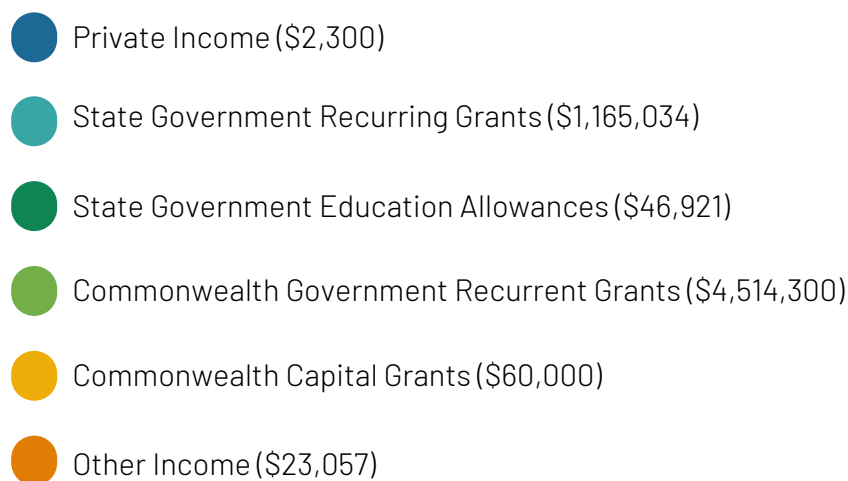 Private Income ($2,300)
State Government Recurring Grants ($1,165,034)
State Government Education Allowances ($46,921)
Commonwealth Government Recurrent Grants ($4,514,300)
Commonwealth Capital Grants ($60,000)
Other Income ($23,057)